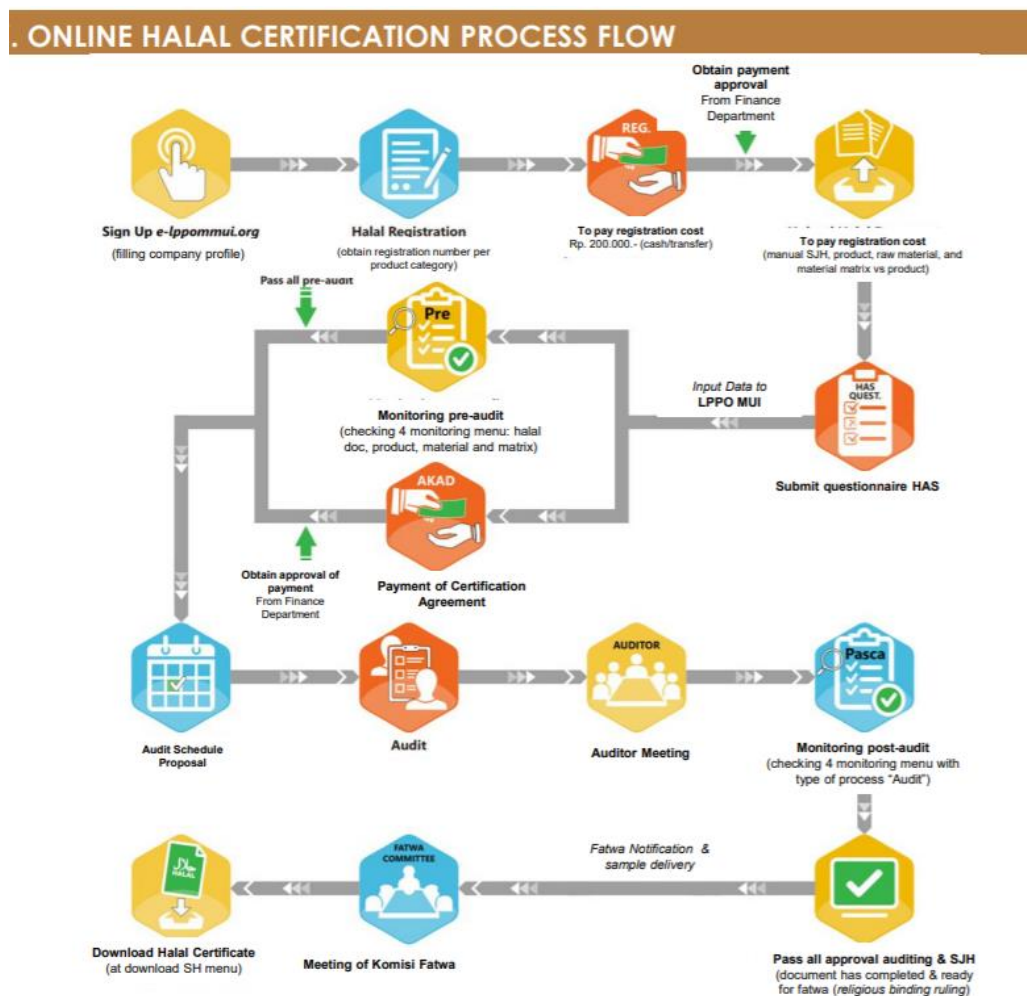 . ONLINE HALAL CERTIFICATION PROCESS FLOW
Obtain payment
approval
From Finance
Department
REG.
Sign Up e-lppommui.org
(filling company profile)
Halal Registration
(obtain registration number per
product category)
To pay registration cost
Rp. 200.000.- (cash/transfer)
To pay registration cost
(manual SJH, product, raw material, and
material matrix vs product)
Pass all pre-audit
Pre
Monitoring pre-audit
(checking 4 monitoring menu: halal
doc, product, material and matrix)
Input Data to
LPPO MUI
HAS
QUEST.
Submit questionnaire HAS
AKAD
Obtain approval of
payment
From Finance
Department
Payment of Certification
Agreement
Audit Schedule
Proposal
Audit
AUDITOR
Auditor Meeting
Pasca
Monitoring post-audit
(checking 4 monitoring menu with
type of process “Audit”)
Fatwa Notification &
sample delivery
FATWA
COMMITTEE
حلال
HALAL
Download Halal Certificate
(at download SH menu)
Meeting of Komisi Fatwa
Pass all approval auditing & SJH
(document has completed & ready
for fatwa (religious binding ruling)